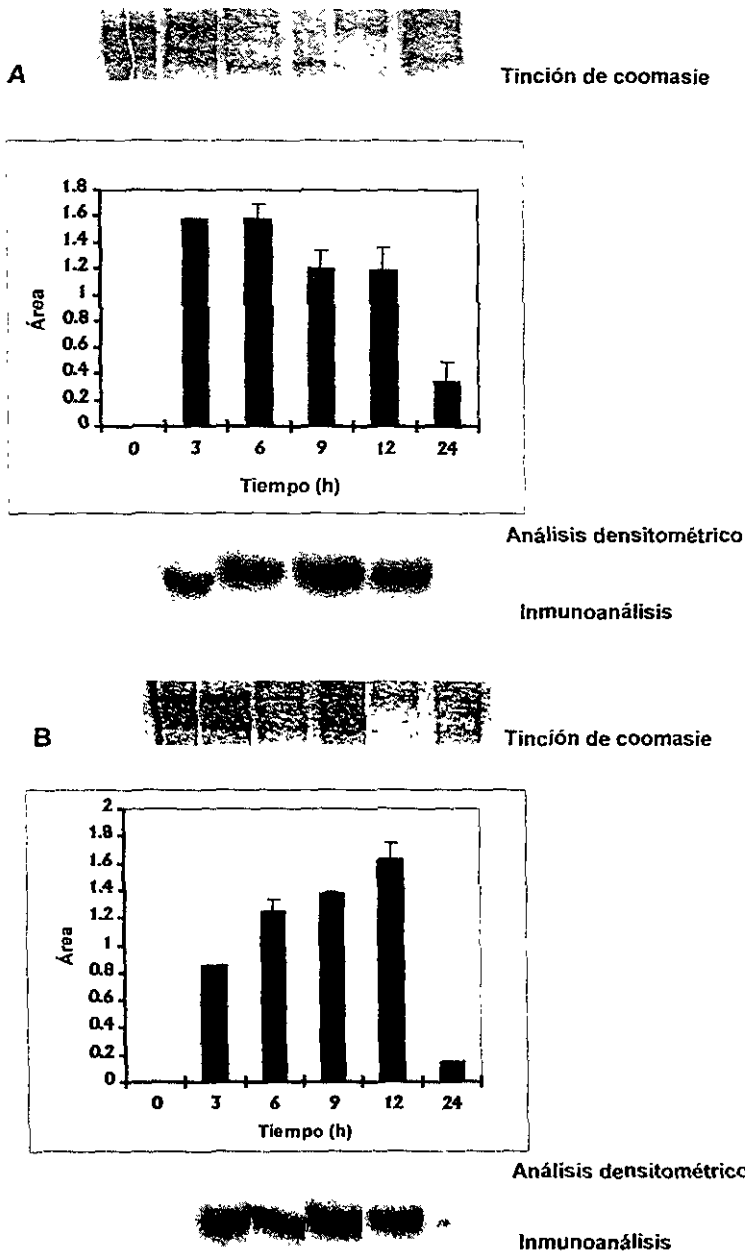 A
Tinción de coomasie
1.8
1.6
1.4
1.2
1
0.8
0.6
0.4
0.2
0
Área
0 3 6 9 12 24
Tiempo (h)
Análisis densitométrico
Inmunoanálisis
B
Tinción de coomasie
2
1.8
1.6
1.4
1.2
1
0.8
0.6
0.4
0.2
0
Área
0 3 6 9 12 24
Tiempo (h)
Análisis densitométrico
Inmunoanálisis